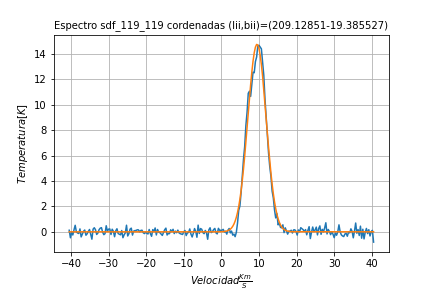 Espectro sdf_119_119 cordenadas (lii,bii)=(209.12851-19.385527)
Temperatura[K]
14
12
10
8
6
4
2
0
−40 −30 −20 −10 0 10 20 30 40
Velocidad Km/S